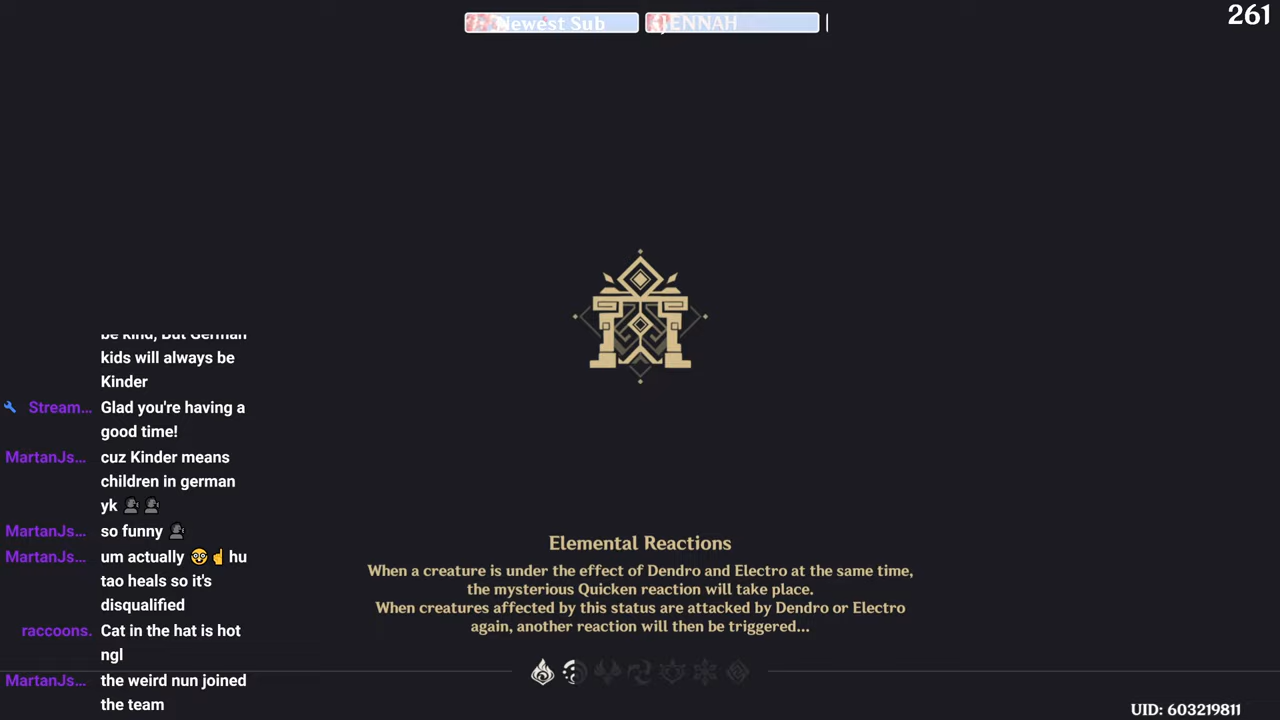 Newest Sub
ENNAH
261
kids will always be
Kinder
Stream... Glad you're having a
good time!
MartanJs... cuz Kinder means
children in german
yk
MartanJs... so funny
MartanJs... um actually 🤓☝️ hu
tao heals so it's
disqualified
raccoons. Cat in the hat is hot
ngl
MartanJs... the weird nun joined
the team
Elemental Reactions
When a creature is under the effect of Dendro and Electro at the same time,
the mysterious Quicken reaction will take place.
When creatures affected by this status are attacked by Dendro or Electro
again, another reaction will then be triggered...
UID: 603219811